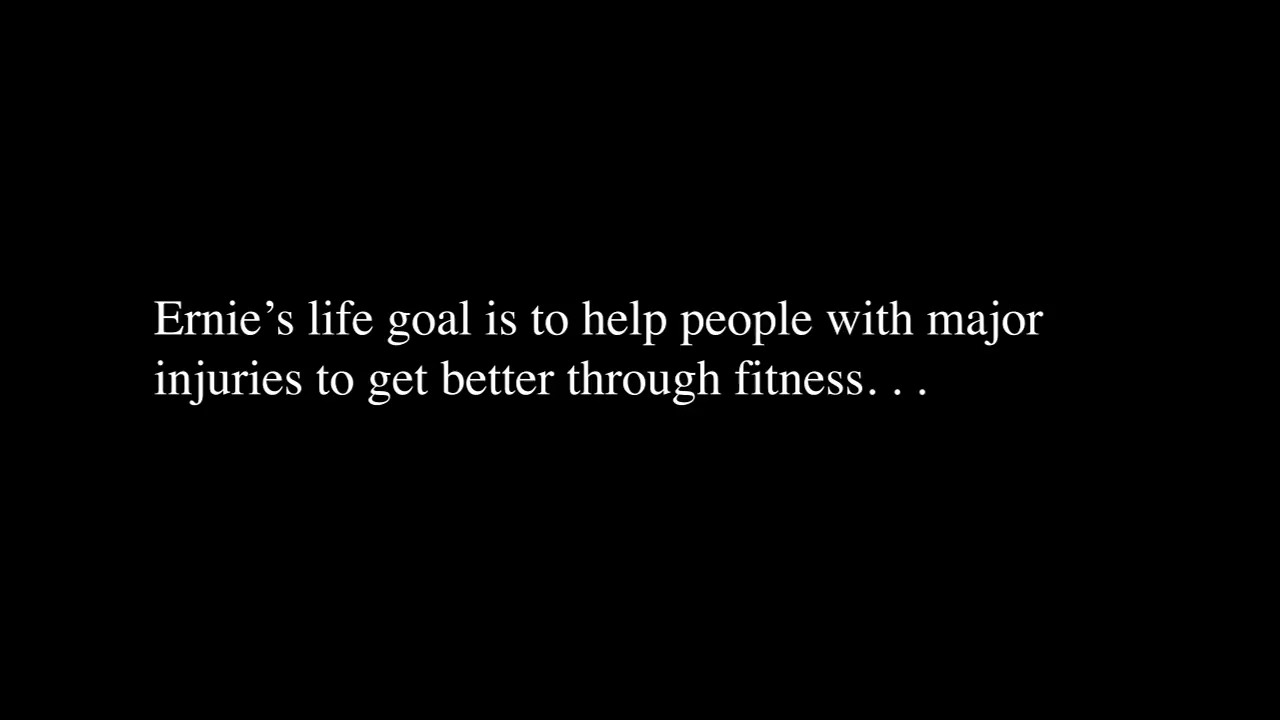 Ernie’s life goal is to help people with major
injuries to get better through fitness. . .